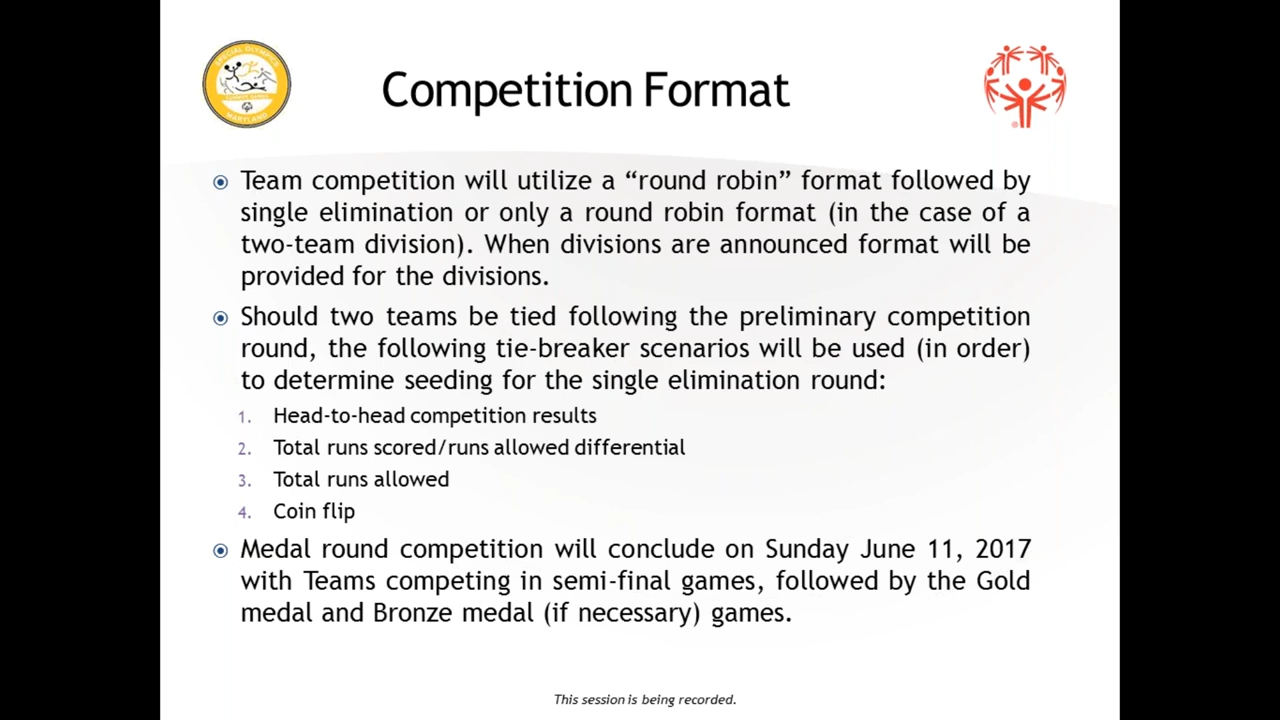 SPECIAL OLYMPICS
MARYLAND
Competition Format
Team competition will utilize a “round robin” format followed by
single elimination or only a round robin format (in the case of a
two-team division). When divisions are announced format will be
provided for the divisions.
Should two teams be tied following the preliminary competition
round, the following tie-breaker scenarios will be used (in order)
to determine seeding for the single elimination round:
1. Head-to-head competition results
2. Total runs scored/runs allowed differential
3. Total runs allowed
4. Coin flip
Medal round competition will conclude on Sunday June 11, 2017
with Teams competing in semi-final games, followed by the Gold
medal and Bronze medal (if necessary) games.
This session is being recorded.